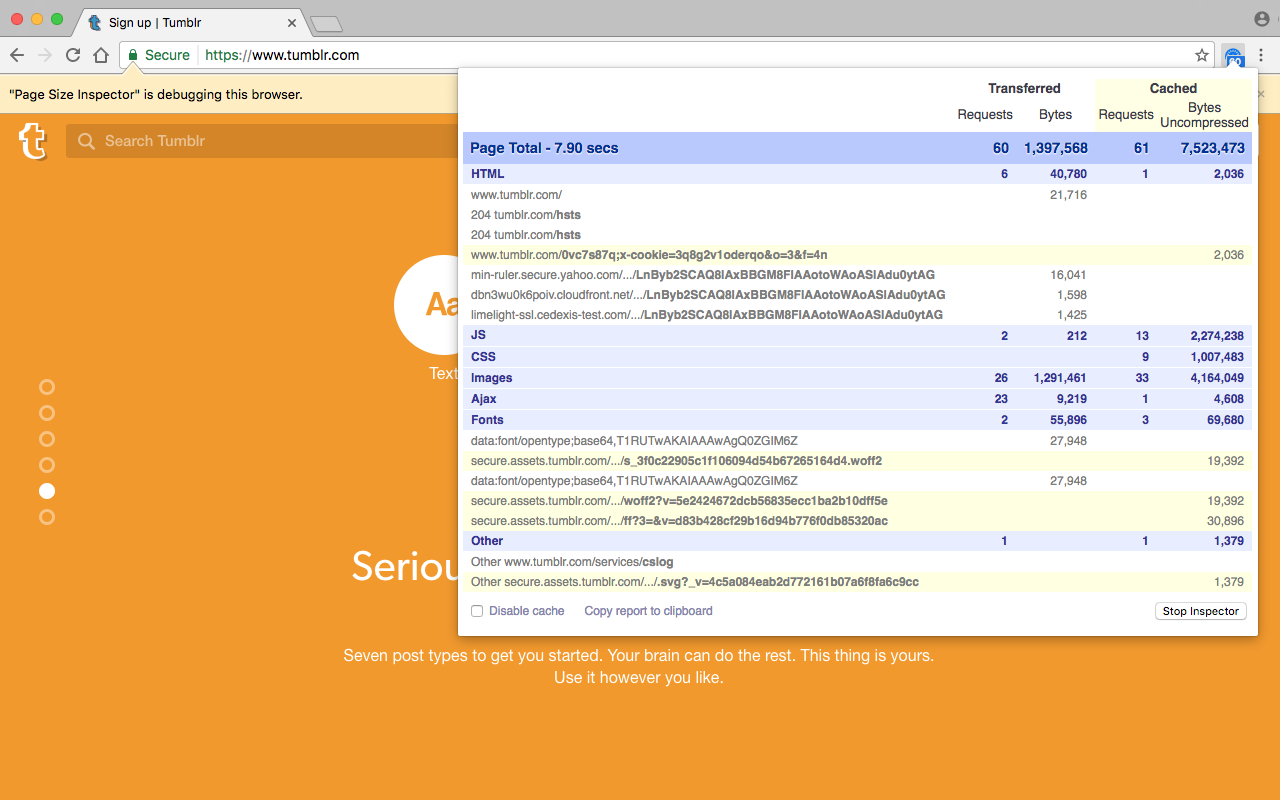 Sign up | Tumblr
Secure https://www.tumblr.com
60
"Page Size Inspector" is debugging this browser.
Search Tumblr
Aa
Text
Seriou
Seven post types to get you started. Your brain can do the rest. This thing is yours.
Use it however you like.
Transferred Cached
Requests Bytes Requests Bytes Uncompressed
Page Total - 7.90 secs 60 1,397,568 61 7,523,473
HTML 6 40,780 1 2,036
www.tumblr.com/ 21,716
204 tumblr.com/hsts
204 tumblr.com/hsts
www.tumblr.com/0vc7s87q;x-cookie=3q8g2v1oderqo&o=3&f=4n 2,036
min-ruler.secure.yahoo.com/.../LnByb2SCAQ8lAxBBGM8FlAAotoWAoASlAdu0ytAG 16,041
dbn3wu0k6poiv.cloudfront.net/.../LnByb2SCAQ8lAxBBGM8FlAAotoWAoASlAdu0ytAG 1,598
limelight-ssl.cedexis-test.com/.../LnByb2SCAQ8lAxBBGM8FlAAotoWAoASlAdu0ytAG 1,425
JS 2 212 13 2,274,238
CSS 9 1,007,483
Images 26 1,291,461 33 4,164,049
Ajax 23 9,219 1 4,608
Fonts 2 55,896 3 69,680
data:font/opentype;base64,T1RUTwAKAIAAAwAgQ0ZGIM6Z 27,948
secure.assets.tumblr.com/.../s_3f0c22905c1f106094d54b67265164d4.woff2 19,392
data:font/opentype;base64,T1RUTwAKAIAAAwAgQ0ZGIM6Z 27,948
secure.assets.tumblr.com/.../woff2?v=5e2424672dcb56835ecc1ba2b10dff5e 19,392
secure.assets.tumblr.com/.../ff?3=&v=d83b428cf29b16d94b776f0db85320ac 30,896
Other 1 1 1,379
Other www.tumblr.com/services/cslog
Other secure.assets.tumblr.com/.../.svg?_v=4c5a084eab2d772161b07a6f8fa6c9cc 1,379
Disable cache Copy report to clipboard Stop Inspector